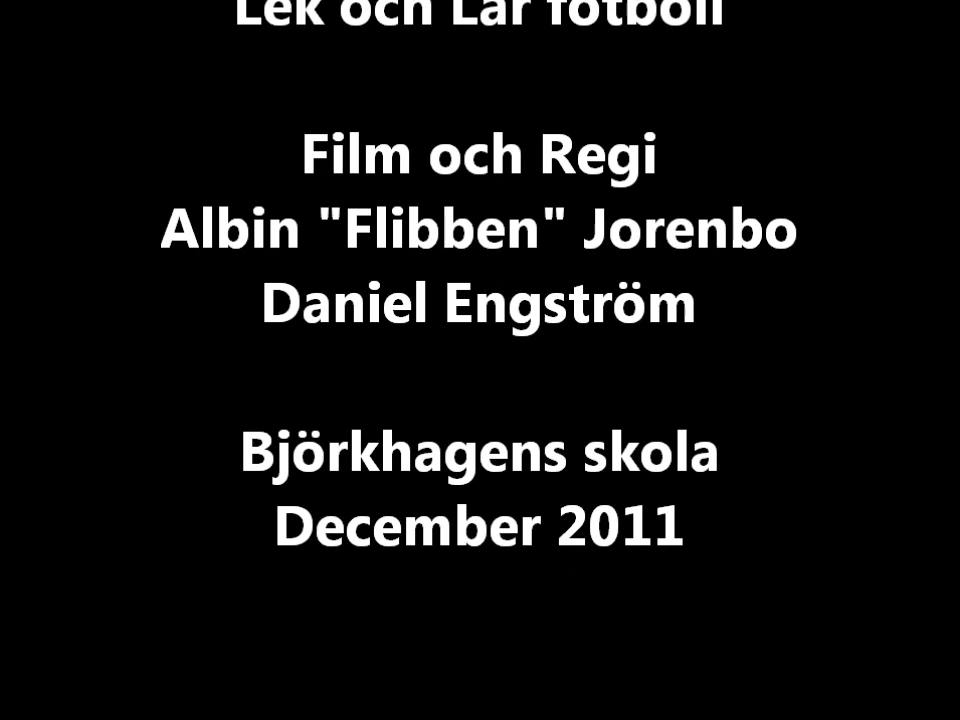 Lek och Lär fotboll
Film och Regi
Albin "Flibben" Jorenbo
Daniel Engström
Björkhagens skola
December 2011